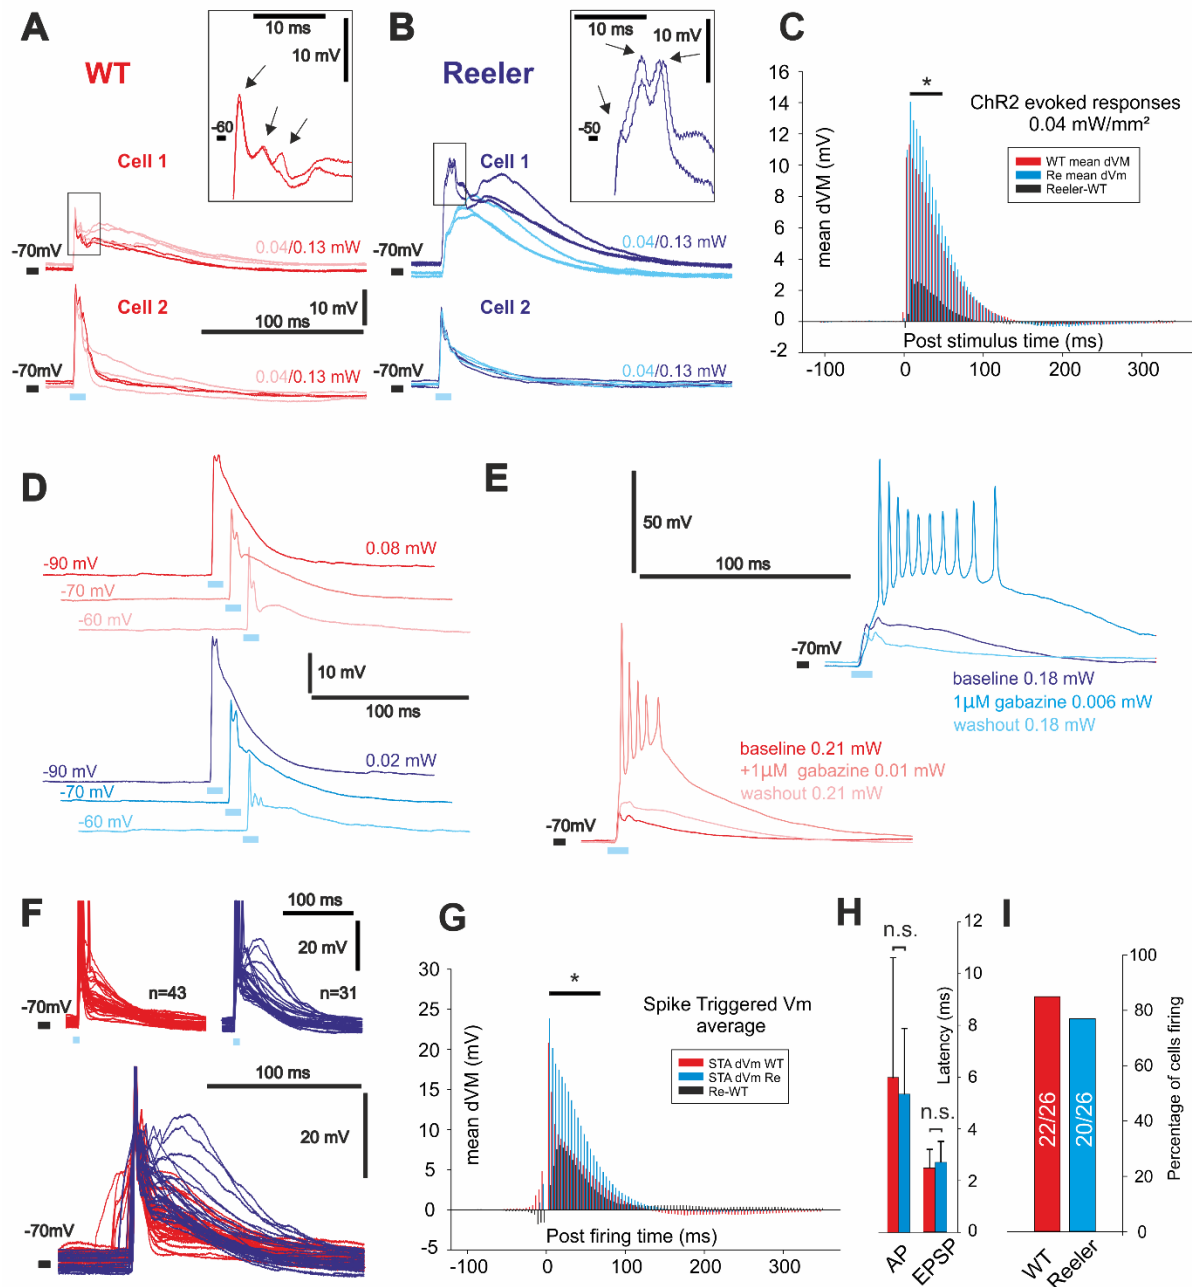 A
WT
10 ms
10 mV
-60
Cell 1
-70mV
0.04/0.13 mW
Cell 2
10 mV
100 ms
-70mV
0.04/0.13 mW
B
Reeler
10 ms
10 mV
-50
Cell 1
-70mV
0.04/0.13 mW
Cell 2
-70mV
0.04/0.13 mW
C
16
14
12
10
8
6
4
2
0
-2
mean dVM (mV)
*
ChR2 evoked responses
0.04 mW/mm²
WT mean dVM
Re mean dVm
Reeler-WT
Post stimulus time (ms)
-100
0
100
200
300
D
-90 mV
0.08 mW
-70 mV
-60 mV
10 mV
100 ms
-90 mV
0.02 mW
-70 mV
-60 mV
E
50 mV
100 ms
-70mV
baseline 0.18 mW
1µM gabazine 0.006 mW
washout 0.18 mW
baseline 0.21 mW
+1µM gabazine 0.01 mW
washout 0.21 mW
-70mV
F
100 ms
20 mV
n=43
n=31
-70mV
100 ms
20 mV
-70mV
G
30
25
20
15
10
5
0
-5
mean dVM (mV)
*
Spike Triggered Vm
average
STA dVm WT
STA dVm Re
Re-WT
Post firing time (ms)
-100
0
100
200
300
H
n.s.
n.s.
12
10
8
6
4
2
0
Latency (ms)
AP
EPSP
I
22/26
20/26
100
80
60
40
20
0
Percentage of cells firing
WT
Reeler